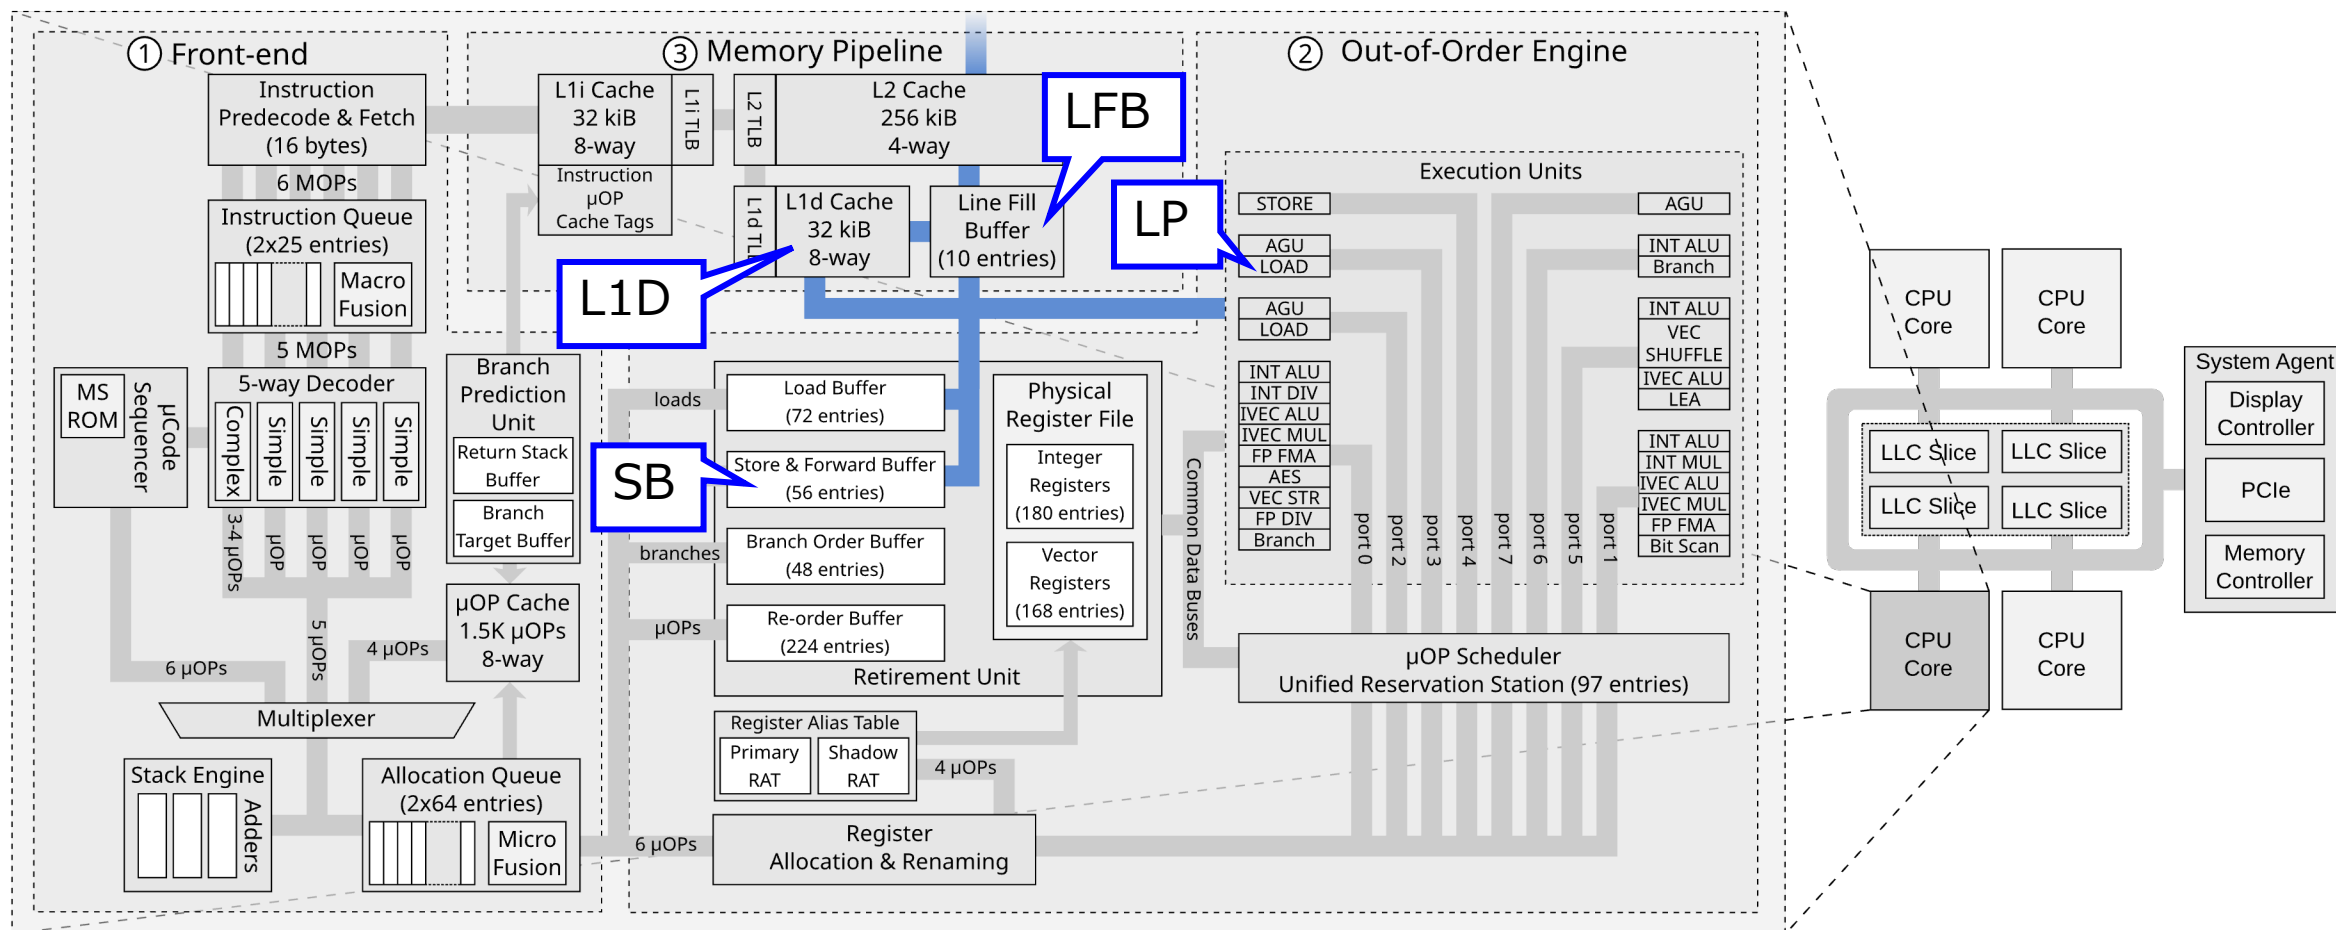 ① Front-end
Instruction
Predecode & Fetch
(16 bytes)
6 MOPs
Instruction Queue
(2x25 entries)
Macro
Fusion
5 MOPs
MS
ROM
µCode
Sequencer
5-way Decoder
Complex
Simple
Simple
Simple
Simple
3-4 µOPs
µOP
µOP
µOP
µOP
Branch
Prediction
Unit
Return Stack
Buffer
Branch
Target Buffer
µOP Cache
1.5K µOPs
8-way
5 µOPs
4 µOPs
6 µOPs
Multiplexer
Stack Engine
Adders
Allocation Queue
(2x64 entries)
Micro
Fusion
③ Memory Pipeline
L1i Cache
32 kiB
8-way
L1i TLB
Instruction
µOP
Cache Tags
L2 TLB
L2 Cache
256 kiB
4-way
L1d TL
L1d Cache
32 kiB
8-way
Line Fill
Buffer
(10 entries)
LFB
LP
L1D
SB
② Out-of-Order Engine
loads
Load Buffer
(72 entries)
Store & Forward Buffer
(56 entries)
branches
Branch Order Buffer
(48 entries)
µOPs
Re-order Buffer
(224 entries)
Retirement Unit
Physical
Register File
Integer
Registers
(180 entries)
Vector
Registers
(168 entries)
Common Data Buses
Register Alias Table
Primary
RAT
Shadow
RAT
4 µOPs
6 µOPs
Register
Allocation & Renaming
Execution Units
STORE
AGU
LOAD
AGU
LOAD
INT ALU
INT DIV
IVEC ALU
IVEC MUL
FP FMA
AES
VEC STR
FP DIV
Branch
port 0
port 2
port 3
port 4
port 7
port 6
port 5
port 1
AGU
INT ALU
Branch
INT ALU
VEC
SHUFFLE
IVEC ALU
LEA
INT ALU
INT MUL
IVEC ALU
IVEC MUL
FP FMA
Bit Scan
µOP Scheduler
Unified Reservation Station (97 entries)
CPU
Core
CPU
Core
LLC Slice
LLC Slice
LLC Slice
LLC Slice
CPU
Core
CPU
Core
System Agent
Display
Controller
PCIe
Memory
Controller